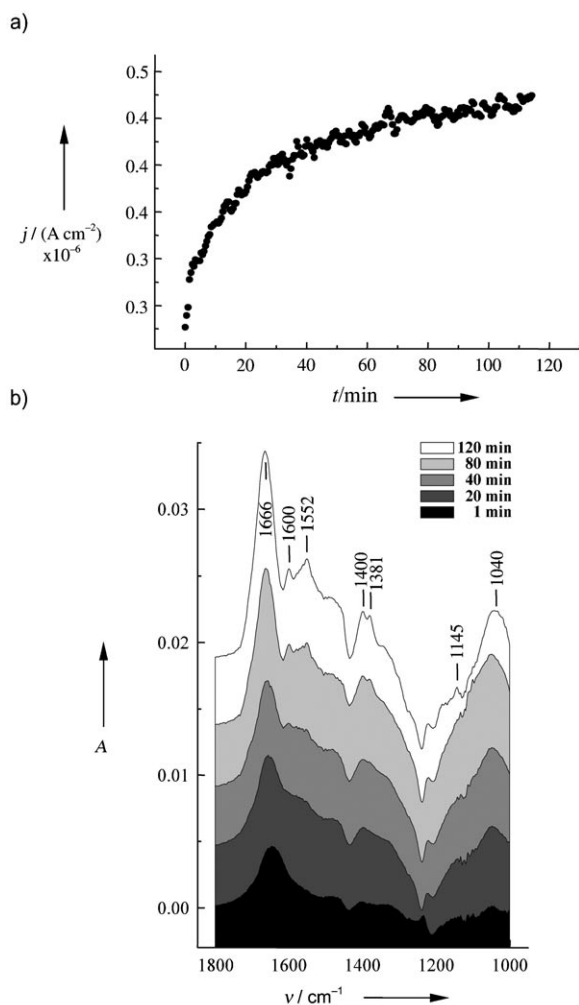 a)
0.5
0.4
0.4
0.4
0.3
0.3
j / (A cm⁻²)
x10⁻⁶
0 20 40 60 80 100 120
t/min
b)
120 min
80 min
40 min
20 min
1 min
0.03
0.02
0.01
0.00
A
1666
1600
1552
1400
1381
1145
1040
1800 1600 1400 1200 1000
ν / cm⁻¹